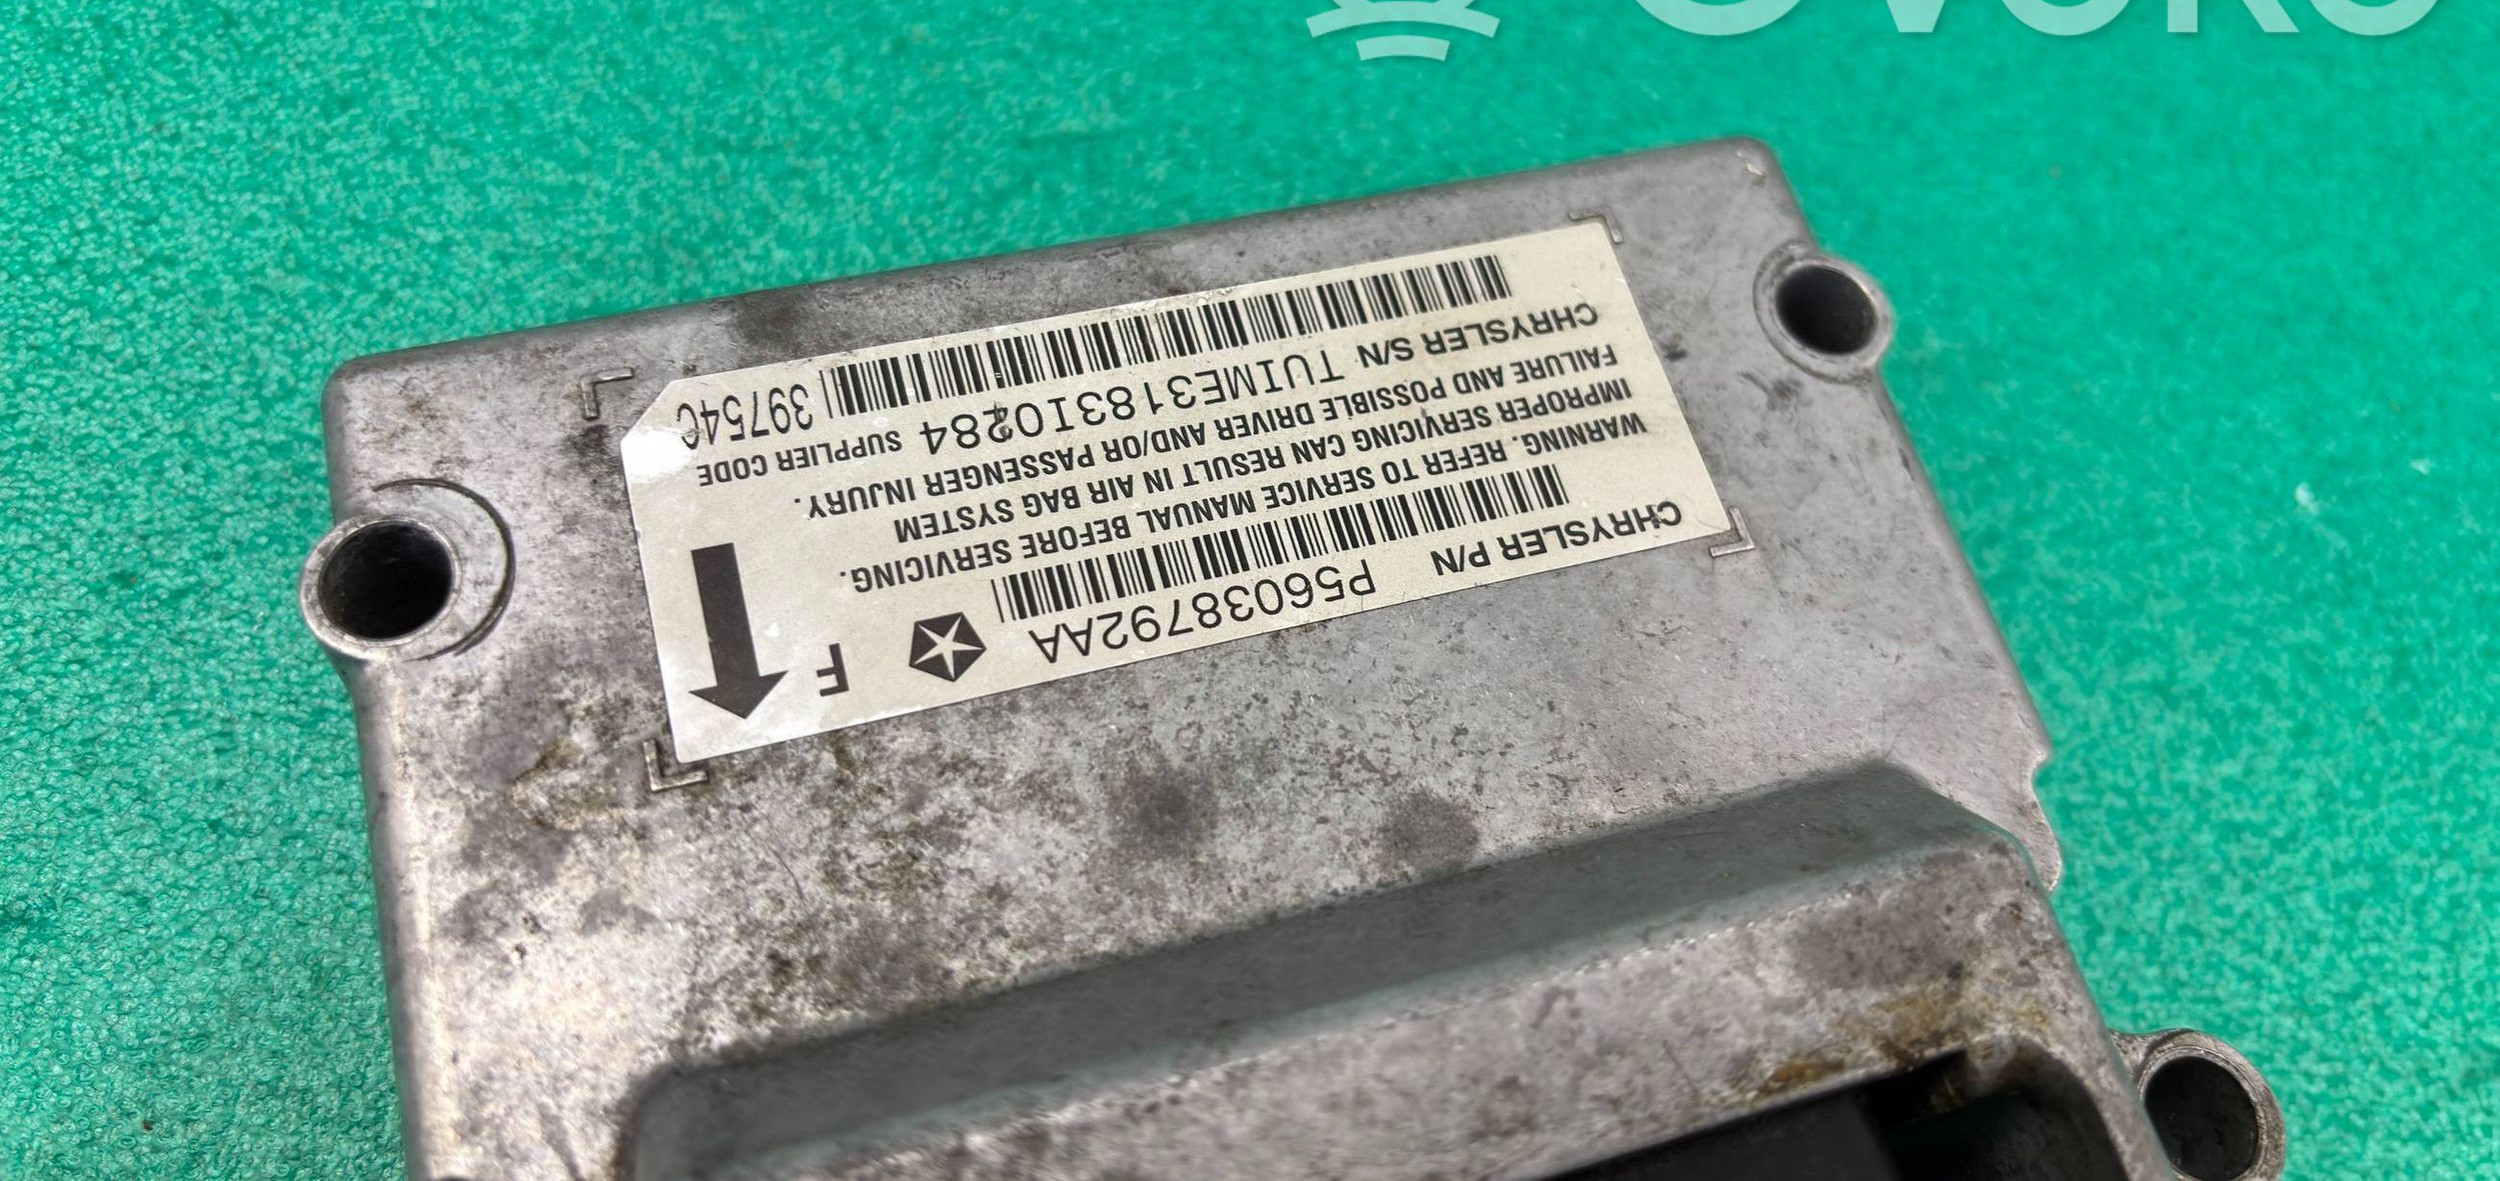 F
P56038792AA
CHRYSLER P/N
WARNING. REFER TO SERVICE MANUAL BEFORE SERVICING.
IMPROPER SERVICING CAN RESULT IN AIR BAG SYSTEM
FAILURE AND POSSIBLE DRIVER AND/OR PASSENGER INJURY.
CHRYSLER S/N TUIME3183I0284 SUPPLIER CODE 39754C